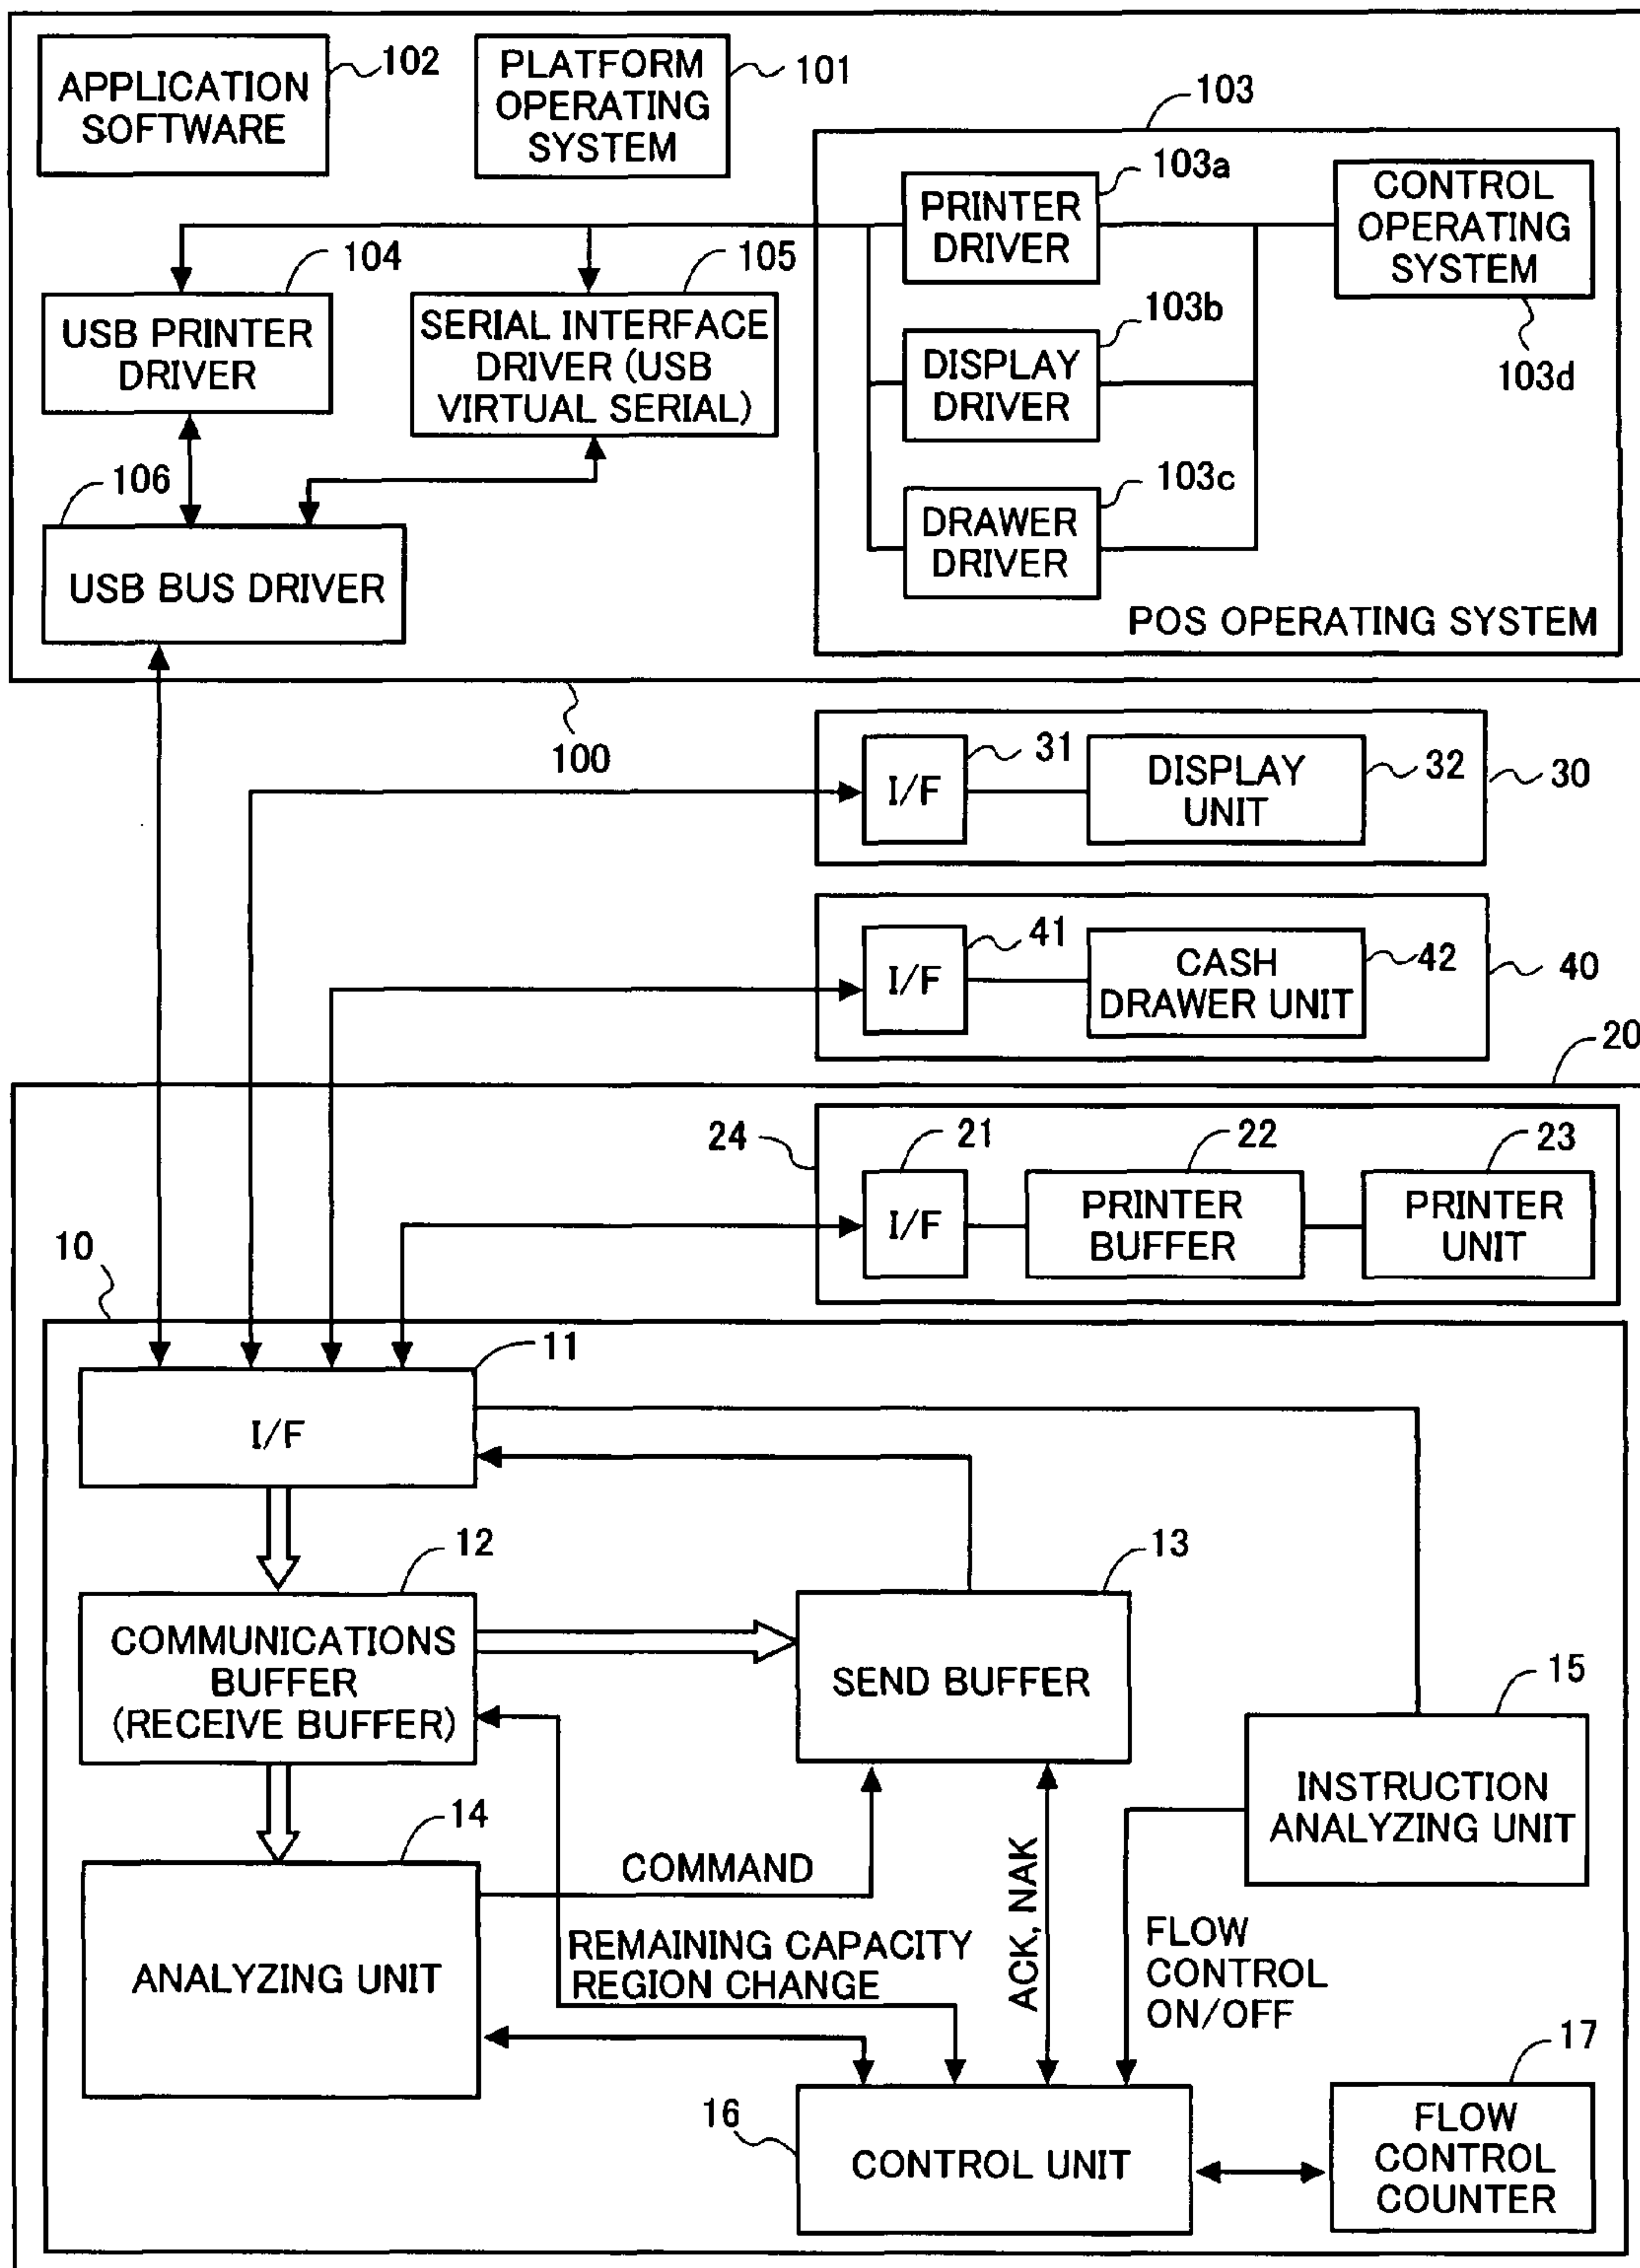 APPLICATION
SOFTWARE
102
PLATFORM
OPERATING
SYSTEM
101
103
103a
PRINTER
DRIVER
CONTROL
OPERATING
SYSTEM
103d
104
USB PRINTER
DRIVER
105
SERIAL INTERFACE
DRIVER (USB
VIRTUAL SERIAL)
103b
DISPLAY
DRIVER
103c
DRAWER
DRIVER
106
USB BUS DRIVER
POS OPERATING SYSTEM
100
31
I/F
DISPLAY
UNIT
32
30
41
I/F
CASH
DRAWER UNIT
42
40
20
24
21
I/F
22
PRINTER
BUFFER
23
PRINTER
UNIT
10
11
I/F
12
COMMUNICATIONS
BUFFER
(RECEIVE BUFFER)
13
SEND BUFFER
15
INSTRUCTION
ANALYZING UNIT
14
ANALYZING UNIT
COMMAND
REMAINING CAPACITY
REGION CHANGE
ACK, NAK
FLOW
CONTROL
ON/OFF
16
CONTROL UNIT
17
FLOW
CONTROL
COUNTER